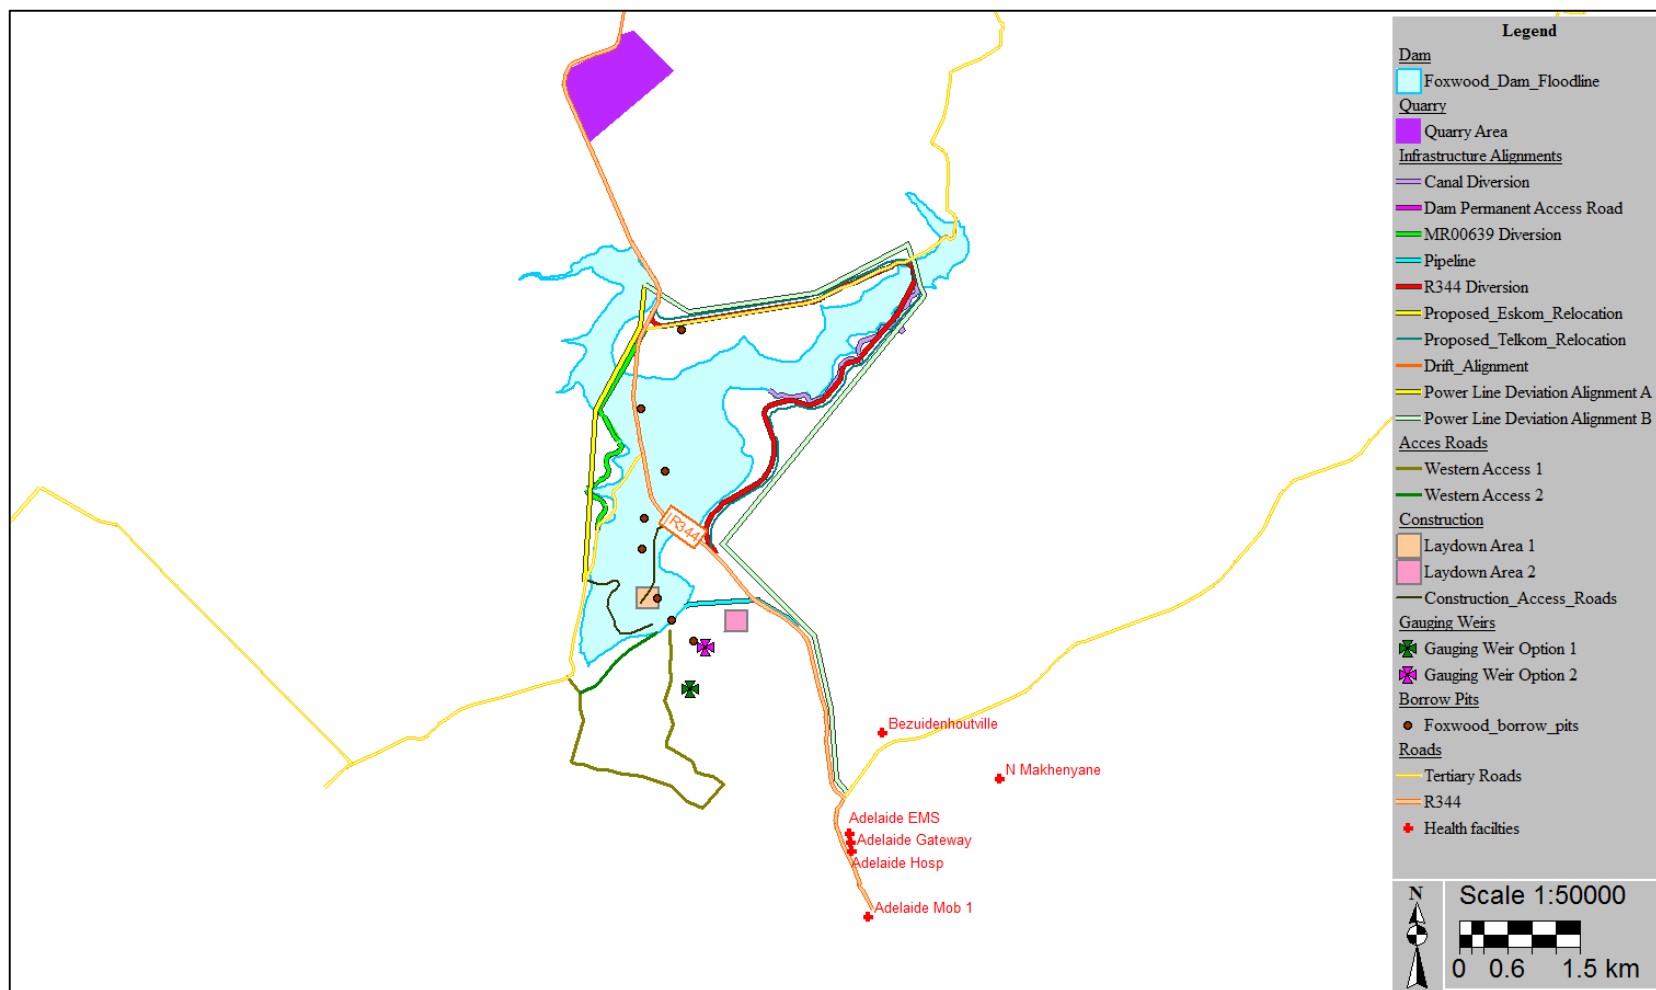 R344
Bezuidenhoutville
N Makhenyane
Adelaide EMS
Adelaide Gateway
Adelaide Hosp
Adelaide Mob 1
Legend
Dam
Foxwood_Dam_Floodline
Quarry
Quarry Area
Infrastructure Alignments
Canal Diversion
Dam Permanent Access Road
MR00639 Diversion
Pipeline
R344 Diversion
Proposed_Eskom_Relocation
Proposed_Telkom_Relocation
Drift_Alignment
Power Line Deviation Alignment A
Power Line Deviation Alignment B
Acces Roads
Western Access 1
Western Access 2
Construction
Laydown Area 1
Laydown Area 2
Construction_Access_Roads
Gauging Weirs
Gauging Weir Option 1
Gauging Weir Option 2
Borrow Pits
Foxwood_borrow_pits
Roads
Tertiary Roads
R344
Health facilties
N
Scale 1:50000
0 0.6 1.5 km